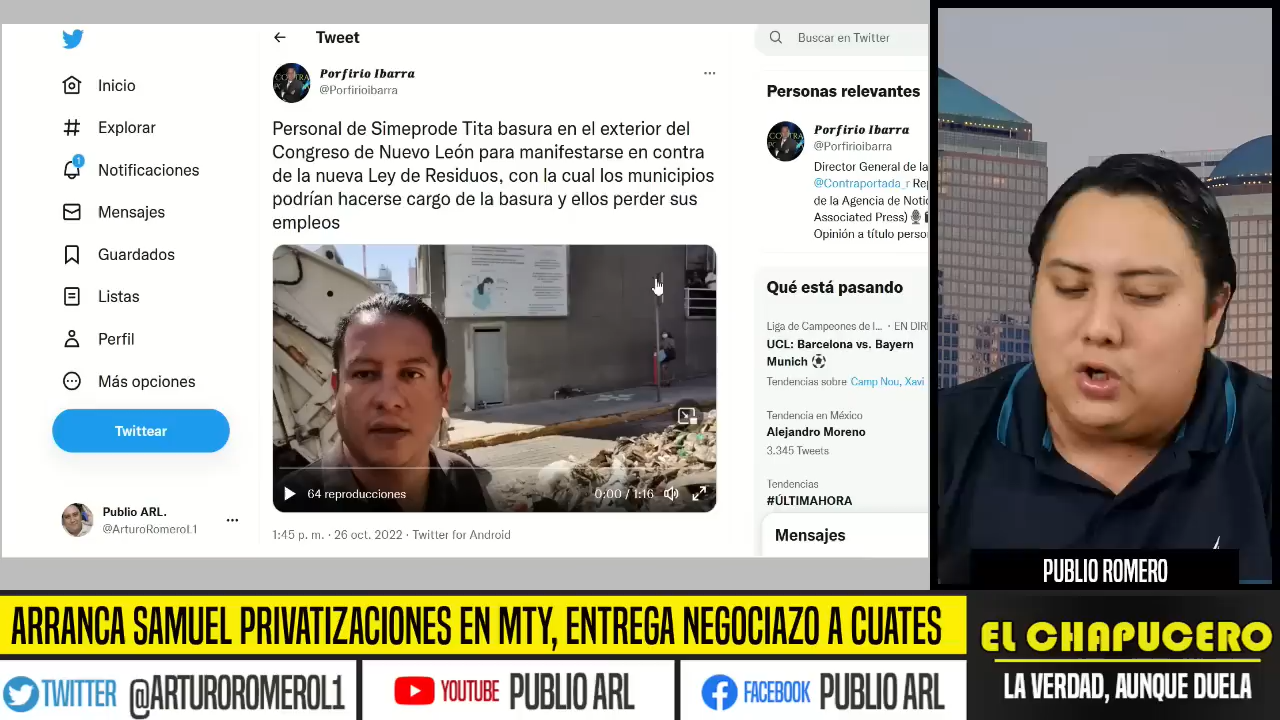 Tweet
Buscar en Twitter
Inicio
Explorar
1
Notificaciones
Mensajes
Guardados
Listas
Perfil
Más opciones
Twittear
Publio ARL.
@ArturoRomeroL1
Porfirio Ibarra
@Porfirioibarra
Personal de Simeprode Tita basura en el exterior del
Congreso de Nuevo León para manifestarse en contra
de la nueva Ley de Residuos, con la cual los municipios
podrían hacerse cargo de la basura y ellos perder sus
empleos
64 reproducciones
0:00 / 1:16
1:45 p. m. · 26 oct. 2022 · Twitter for Android
Personas relevantes
Porfirio Ibarra
@Porfirioibarra
Director General de la
@Contraportada_r Rep
de la Agencia de Notic
Associated Press)
Opinión a título perso
Qué está pasando
Liga de Campeones de l... · EN DIR
UCL: Barcelona vs. Bayern
Munich
Tendencias sobre Camp Nou, Xavi
Tendencia en México
Alejandro Moreno
3.345 Tweets
Tendencias
#ÚLTIMAHORA
Mensajes
PUBLIO ROMERO
ARRANCA SAMUEL PRIVATIZACIONES EN MTY, ENTREGA NEGOCIAZO A CUATES
EL CHAPUCERO
LA VERDAD, AUNQUE DUELA
TWITTER @ARTUROROMEROL1
YOUTUBE PUBLIO ARL
FACEBOOK PUBLIO ARL